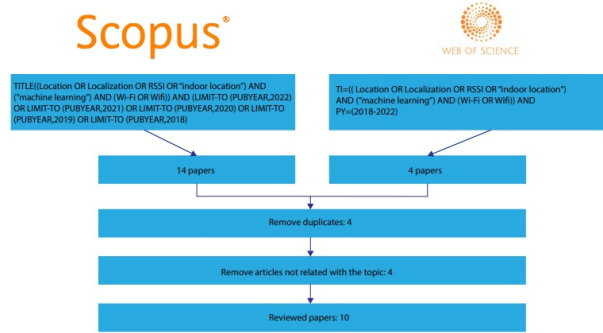 Scopus®
WEB OF SCIENCE
TITLE((Location OR Localization OR RSSI OR "indoor location") AND
("machine learning") AND (Wi-Fi OR Wifi)) AND (LIMIT-TO (PUBYEAR,2022)
OR LIMIT-TO (PUBYEAR,2021) OR LIMIT-TO (PUBYEAR,2020) OR LIMIT-TO
(PUBYEAR,2019) OR LIMIT-TO (PUBYEAR,2018)
TI=(( Location OR Localization OR RSSI OR "indoor location")
AND ("machine learning") AND (Wi-Fi OR Wifi)) AND
PY=(2018-2022)
14 papers
4 papers
Remove duplicates: 4
Remove articles not related with the topic: 4
Reviewed papers: 10